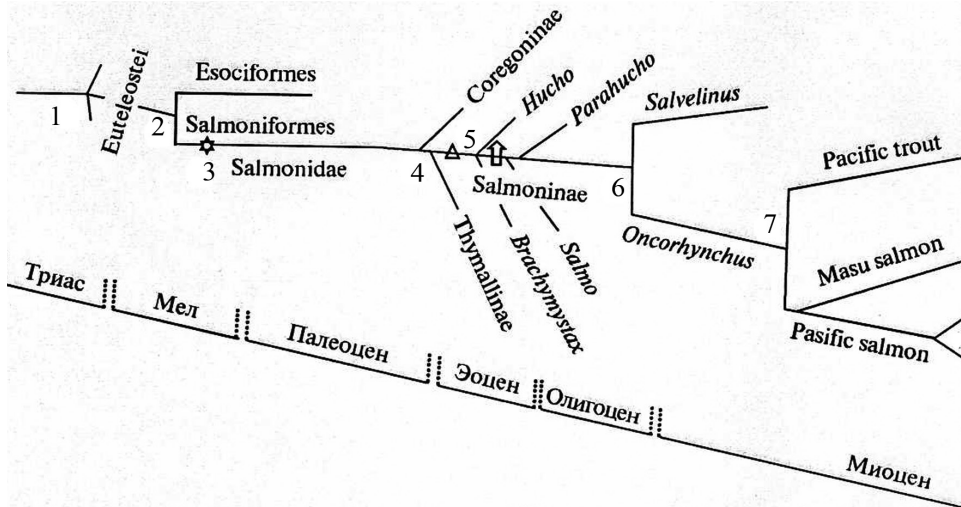 1
Euteleostei
2
Esociformes
Salmoniformes
3
Salmonidae
4
Coregoninae
5
Hucho
Parahucho
Thymallinae
Salmoninae
Brachymystax
Salmo
6
Salvelinus
Oncorhynchus
7
Pacific trout
Masu salmon
Pasific salmon
Триас
Мел
Палеоцен
Эоцен
Олигоцен
Миоцен